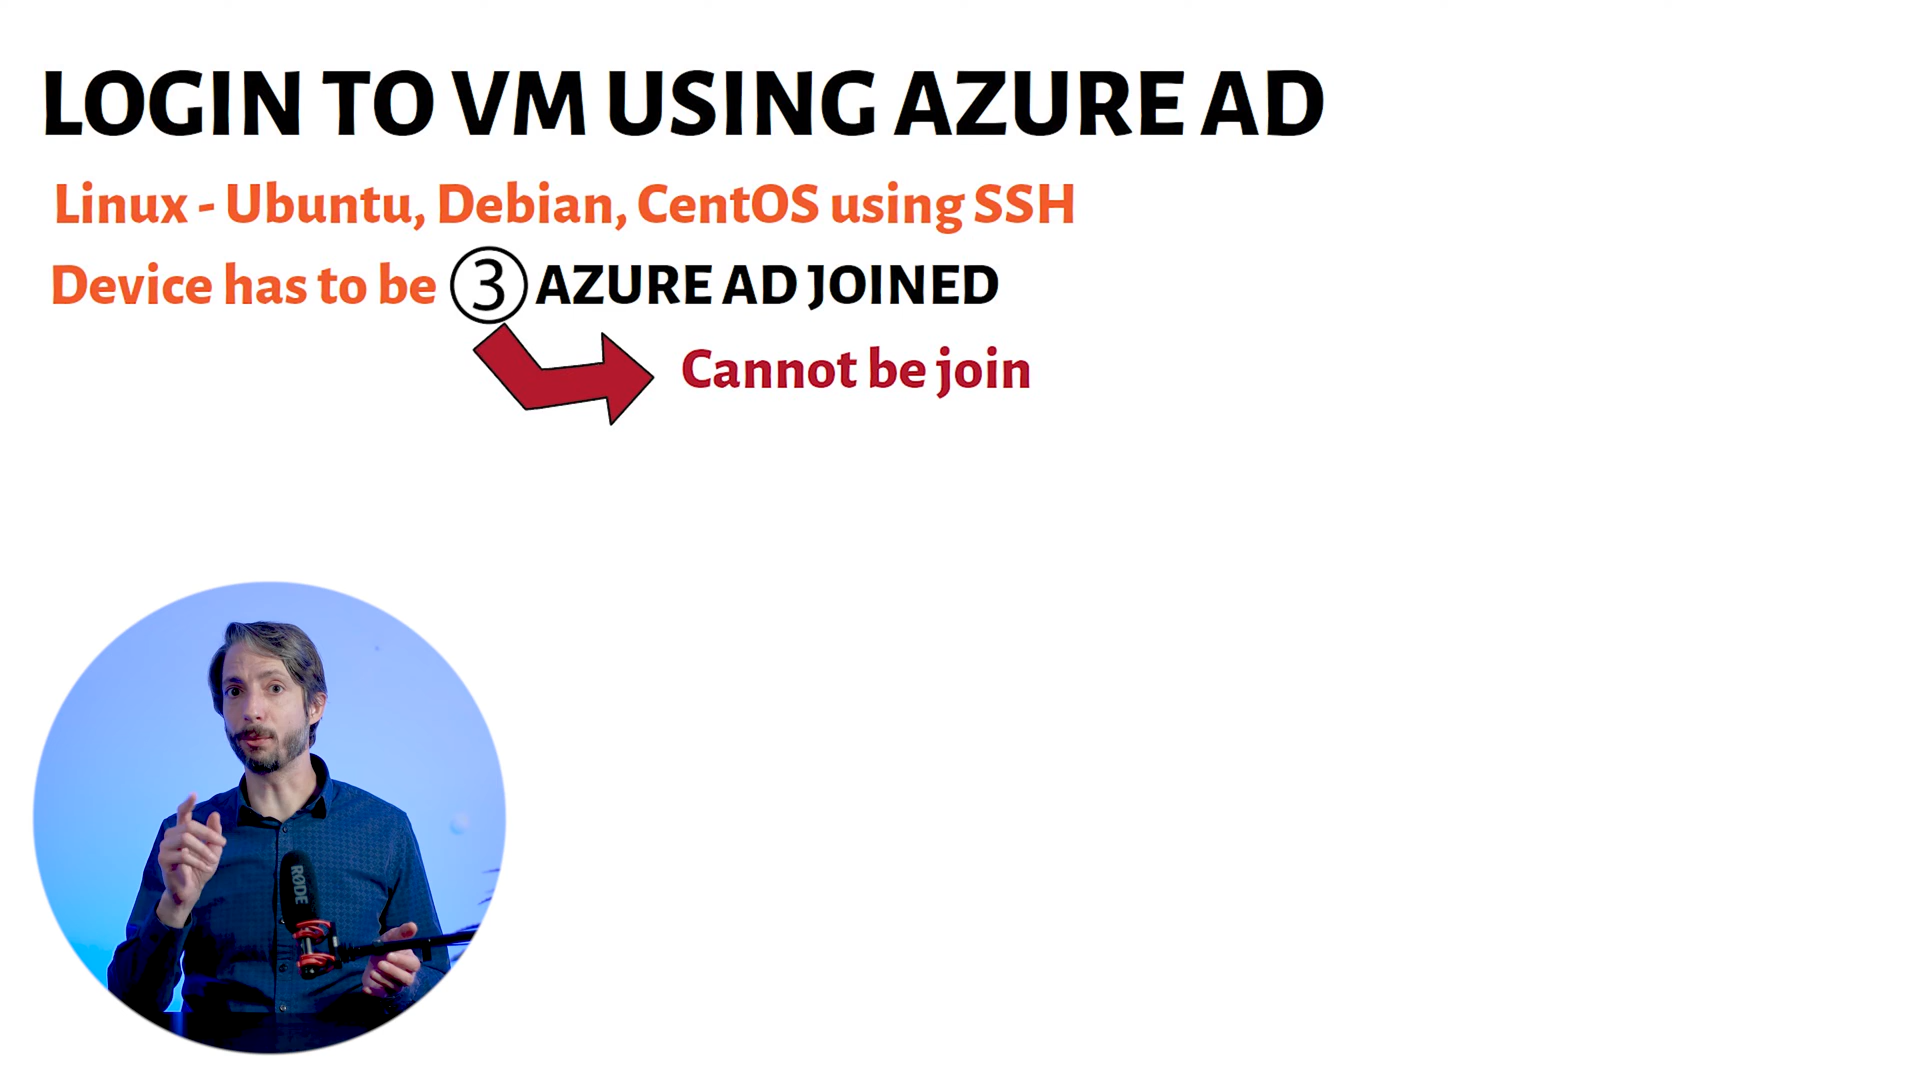 LOGIN TO VM USING AZURE AD
Linux - Ubuntu, Debian, CentOS using SSH
Device has to be ③ AZURE AD JOINED
Cannot be join
RØDE